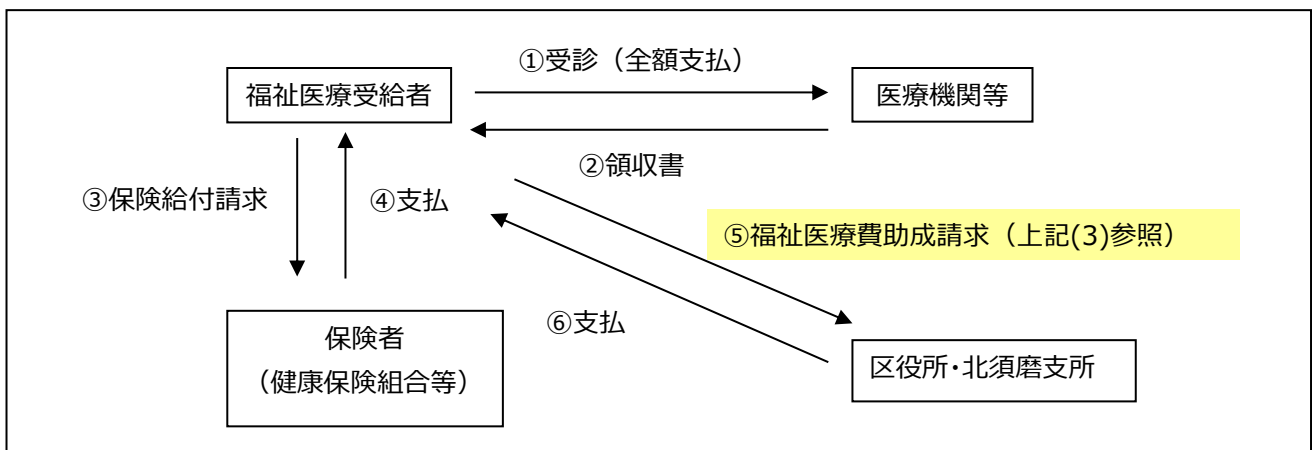 ①受診（全額支払）
福祉医療受給者
医療機関等
②領収書
③保険給付請求
④支払
⑤福祉医療費助成請求（上記(3)参照）
⑥支払
保険者
（健康保険組合等）
区役所・北須磨支所